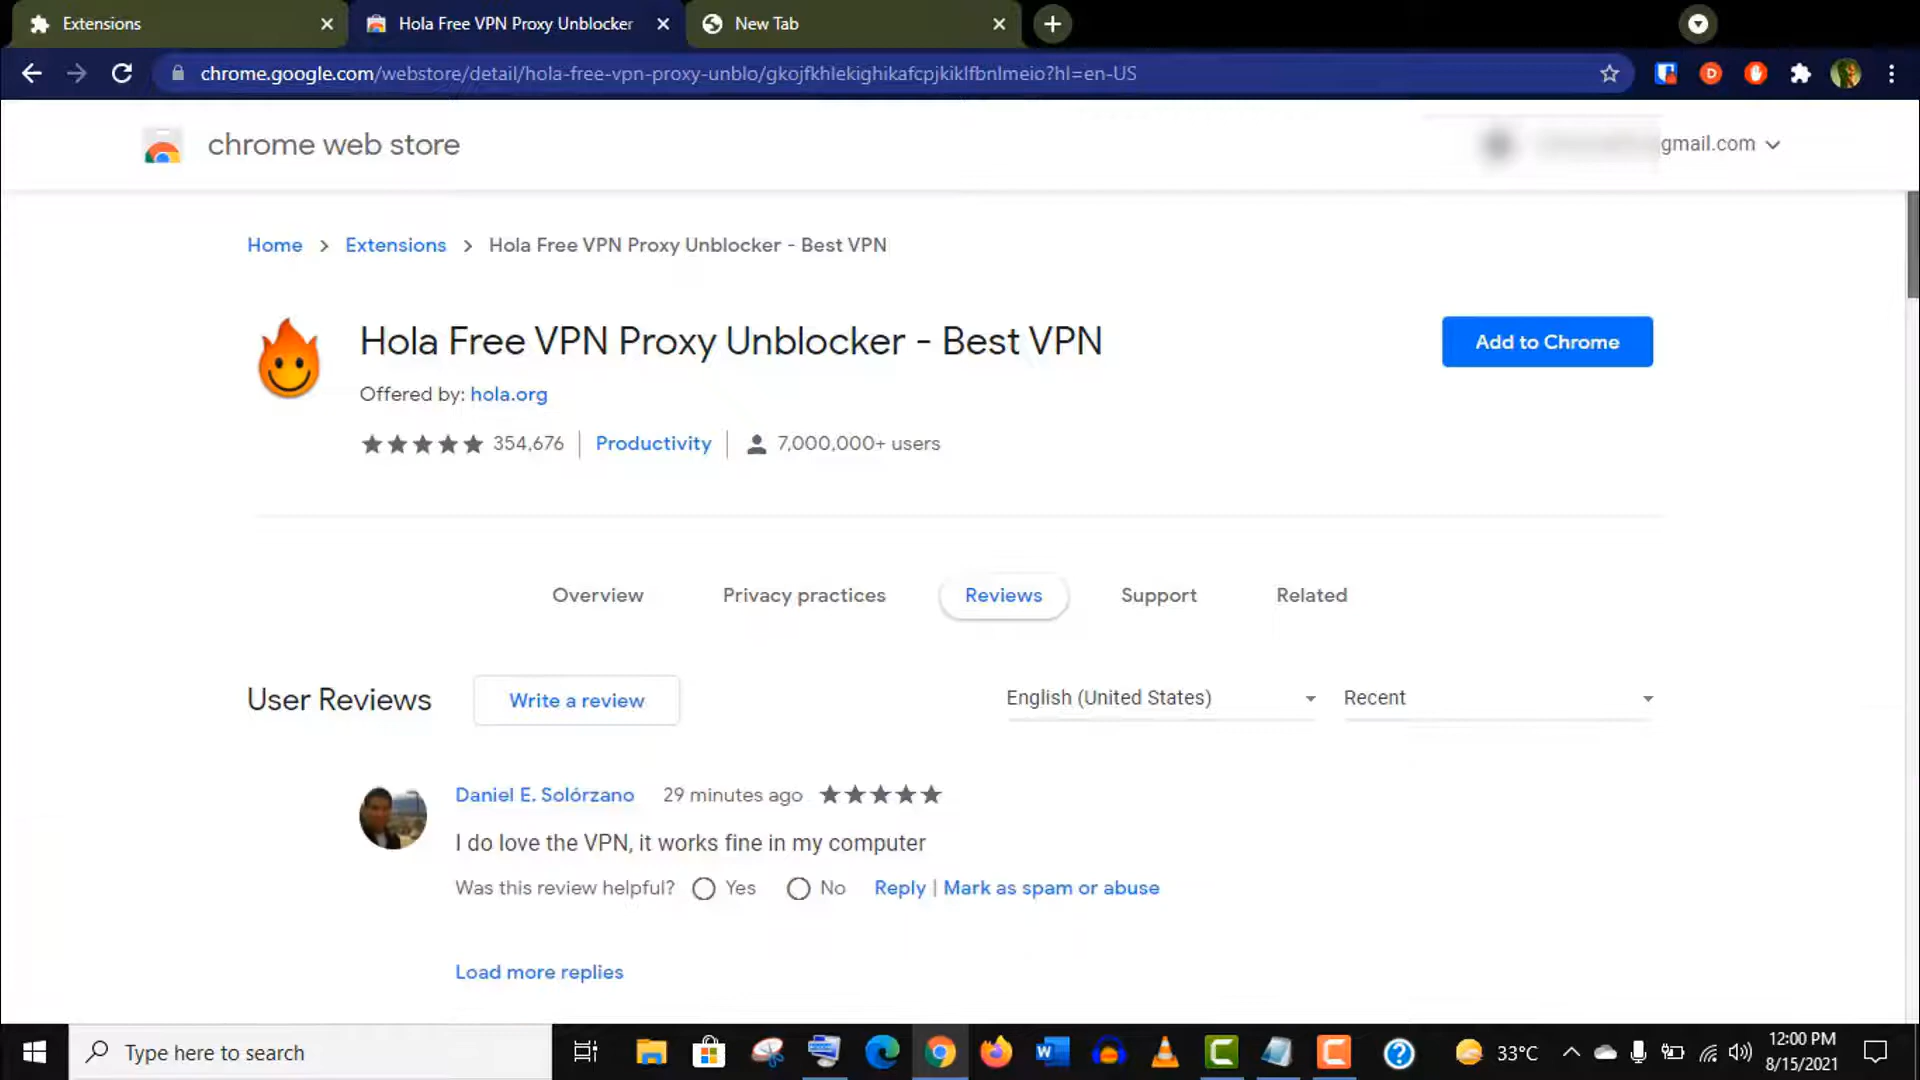 Extensions
Hola Free VPN Proxy Unblocker
New Tab
chrome.google.com/webstore/detail/hola-free-vpn-proxy-unblo/gkojfkhlekighikafcpjkiklfbnlmeio?hl=en-US
chrome web store
gmail.com
Home > Extensions > Hola Free VPN Proxy Unblocker - Best VPN
Hola Free VPN Proxy Unblocker - Best VPN
Add to Chrome
Offered by: hola.org
354,676 | Productivity | 7,000,000+ users
Overview
Privacy practices
Reviews
Support
Related
User Reviews
Write a review
English (United States)
Recent
Daniel E. Solórzano 29 minutes ago
I do love the VPN, it works fine in my computer
Was this review helpful? Yes No Reply | Mark as spam or abuse
Load more replies
Type here to search
33°C
12:00 PM
8/15/2021